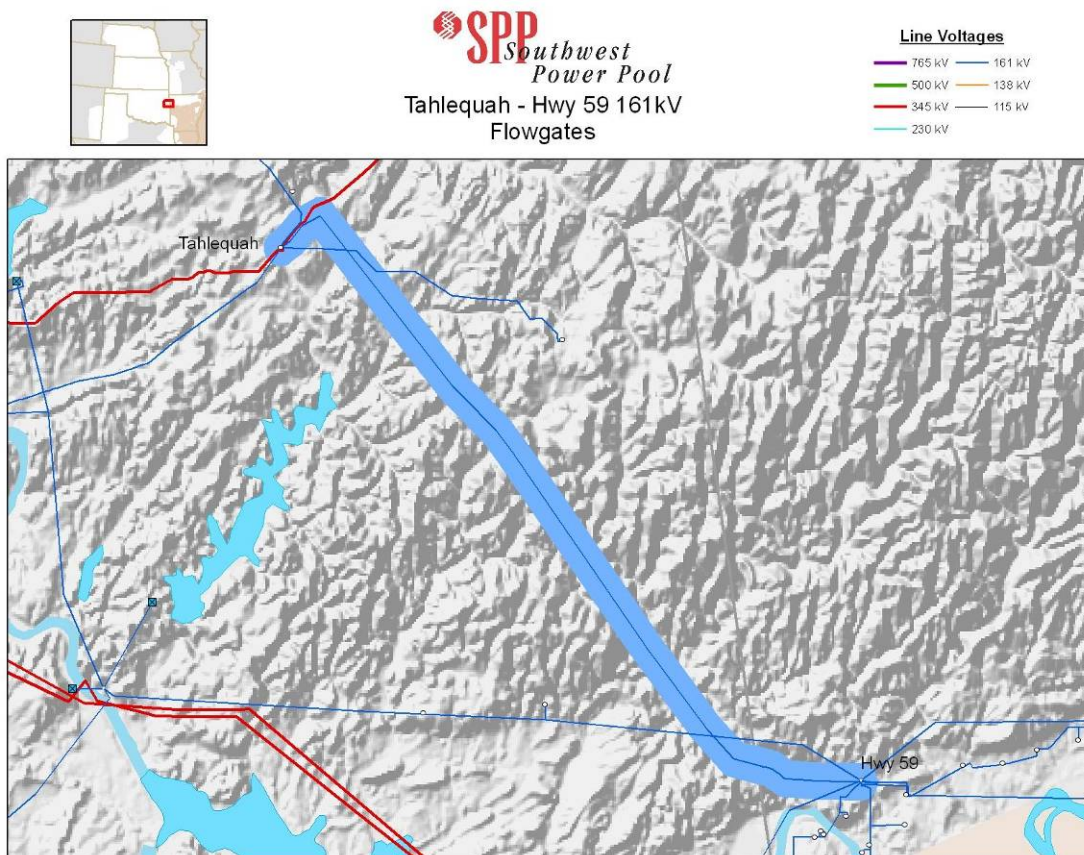 SPP
Southwest
Power Pool
Tahlequah - Hwy 59 161kV
Flowgates
Line Voltages
765 kV 161 kV
500 kV 138 kV
345 kV 115 kV
230 kV
Tahlequah
Hwy 59